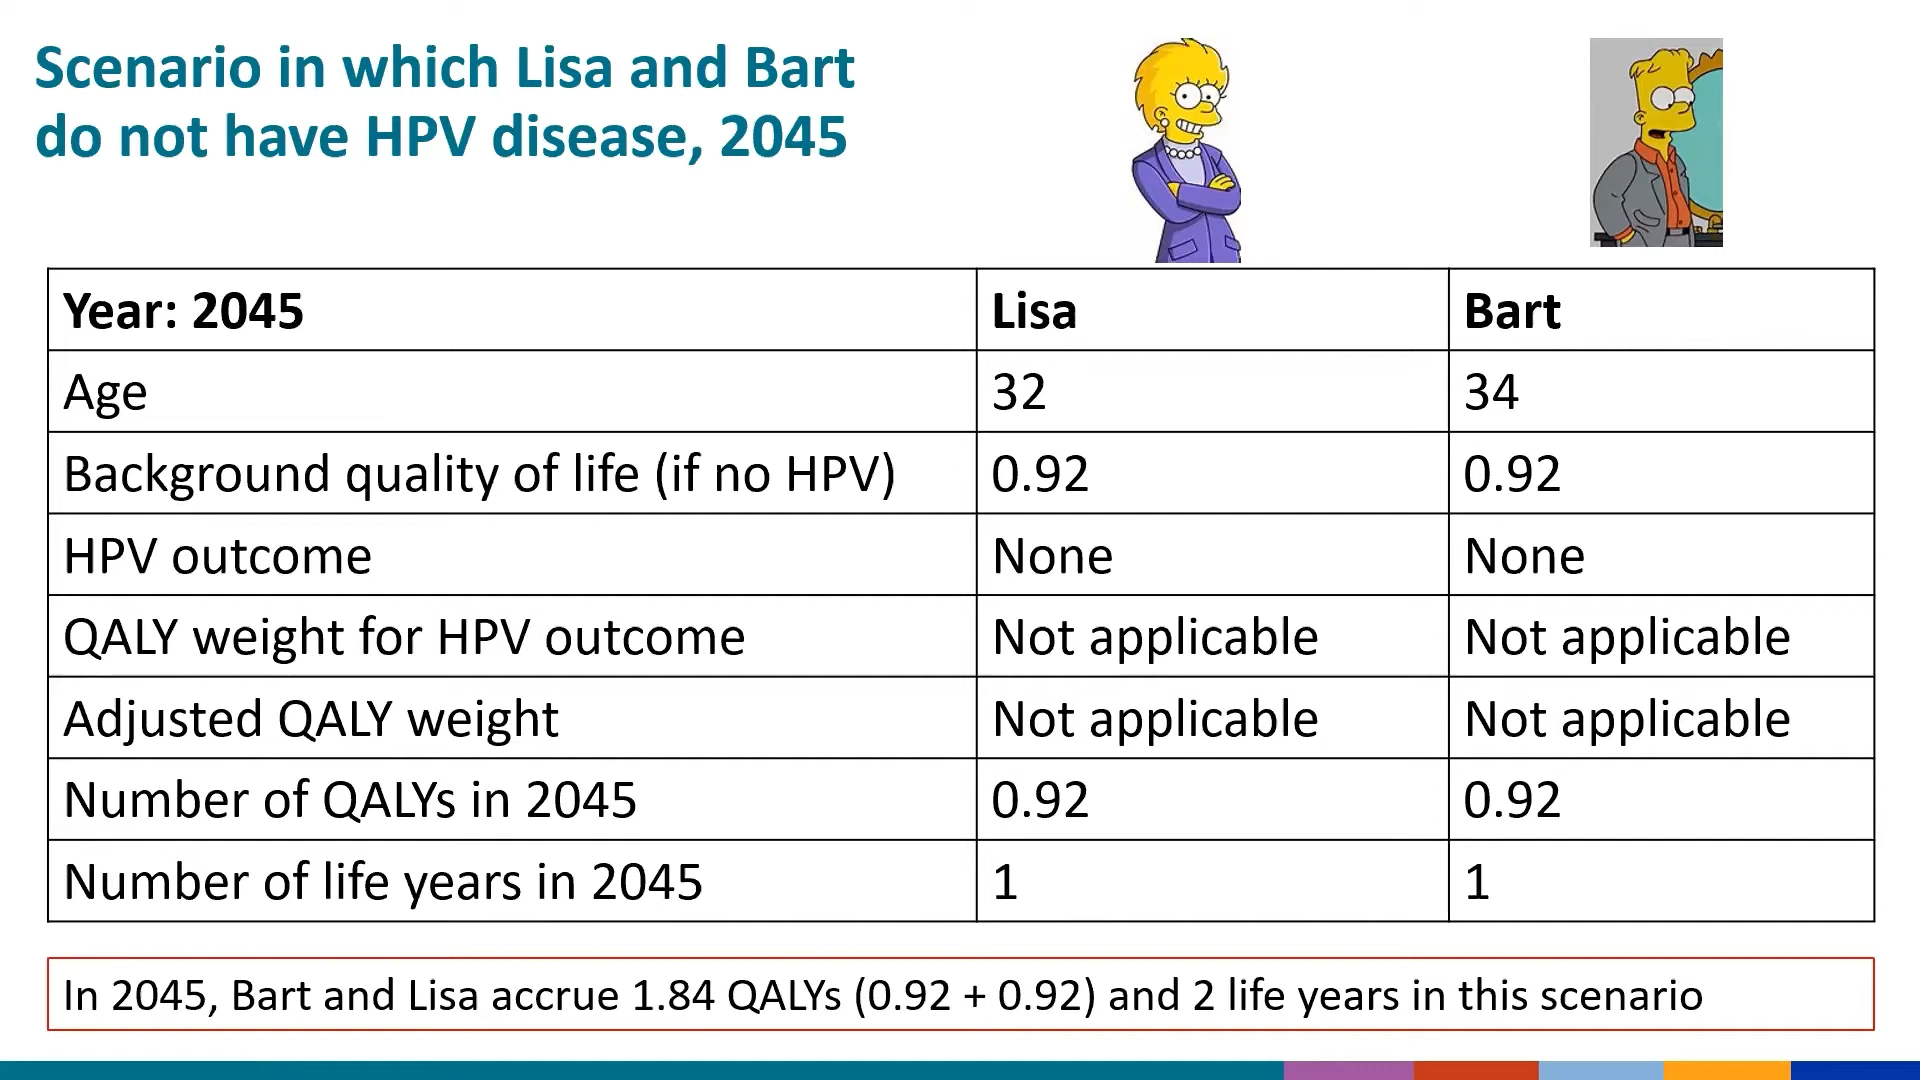 Scenario in which Lisa and Bart
do not have HPV disease, 2045
Year: 2045 Lisa Bart
Age 32 34
Background quality of life (if no HPV) 0.92 0.92
HPV outcome None None
QALY weight for HPV outcome Not applicable Not applicable
Adjusted QALY weight Not applicable Not applicable
Number of QALYs in 2045 0.92 0.92
Number of life years in 2045 1 1
In 2045, Bart and Lisa accrue 1.84 QALYs (0.92 + 0.92) and 2 life years in this scenario